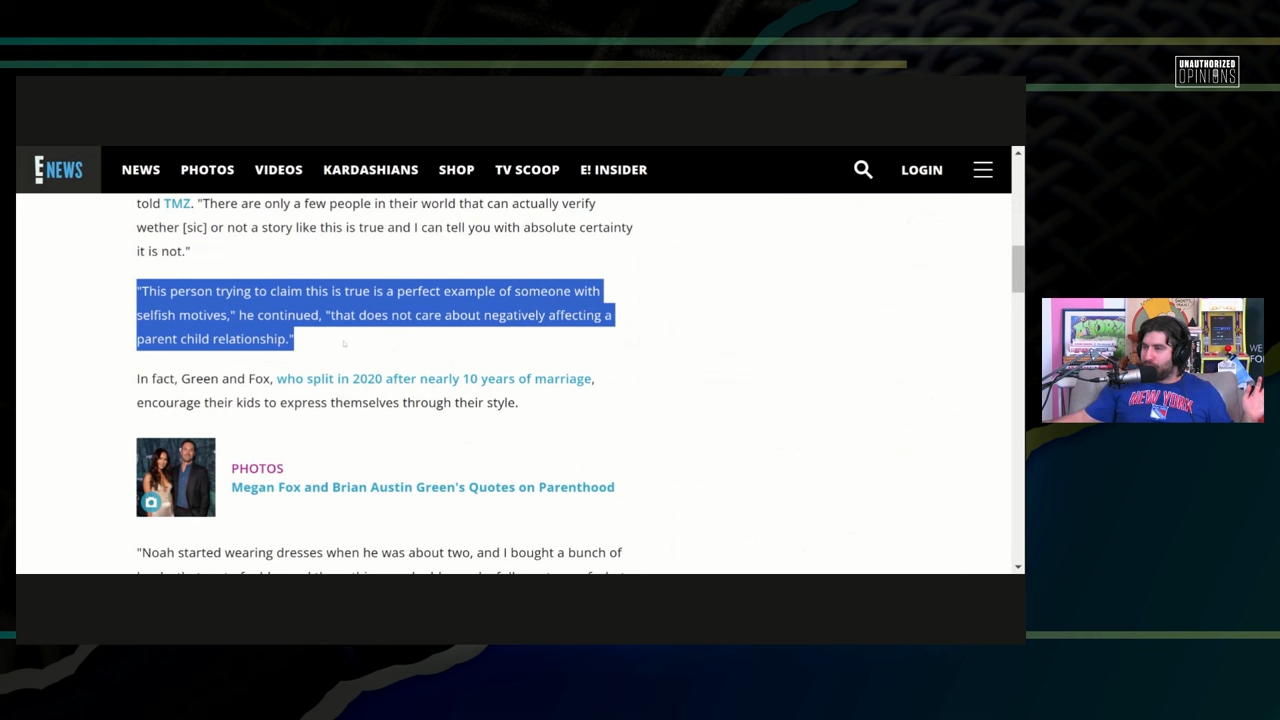 UNAUTHORIZED
OPINIONS
E! NEWS
NEWS PHOTOS VIDEOS KARDASHIANS SHOP TV SCOOP E! INSIDER LOGIN
told TMZ. "There are only a few people in their world that can actually verify
wether [sic] or not a story like this is true and I can tell you with absolute certainty
it is not."
"This person trying to claim this is true is a perfect example of someone with
selfish motives," he continued, "that does not care about negatively affecting a
parent child relationship."
In fact, Green and Fox, who split in 2020 after nearly 10 years of marriage,
encourage their kids to express themselves through their style.
PHOTOS
Megan Fox and Brian Austin Green's Quotes on Parenthood
"Noah started wearing dresses when he was about two, and I bought a bunch of
NEW YORK
WE